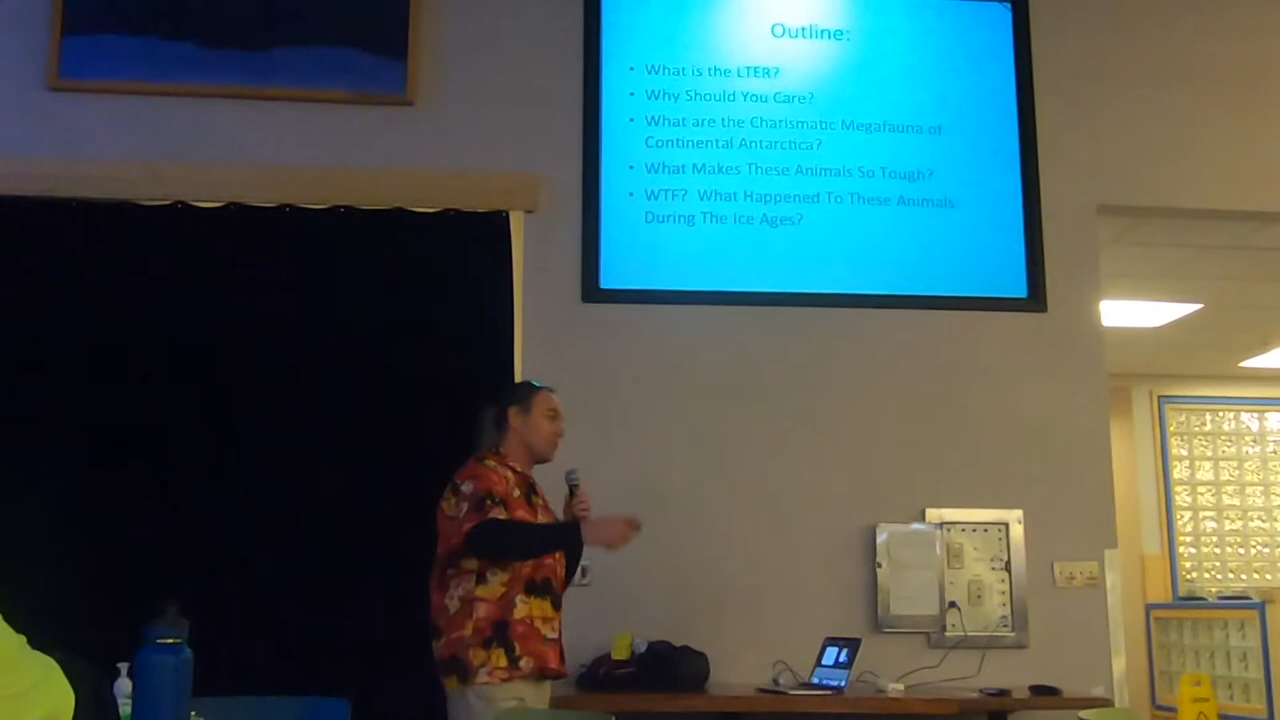 Outline:
• What is the LTER?
• Why Should You Care?
• What are the Charismatic Megafauna of
Continental Antarctica?
• What Makes These Animals So Tough?
• WTF? What Happened To These Animals
During The Ice Ages?